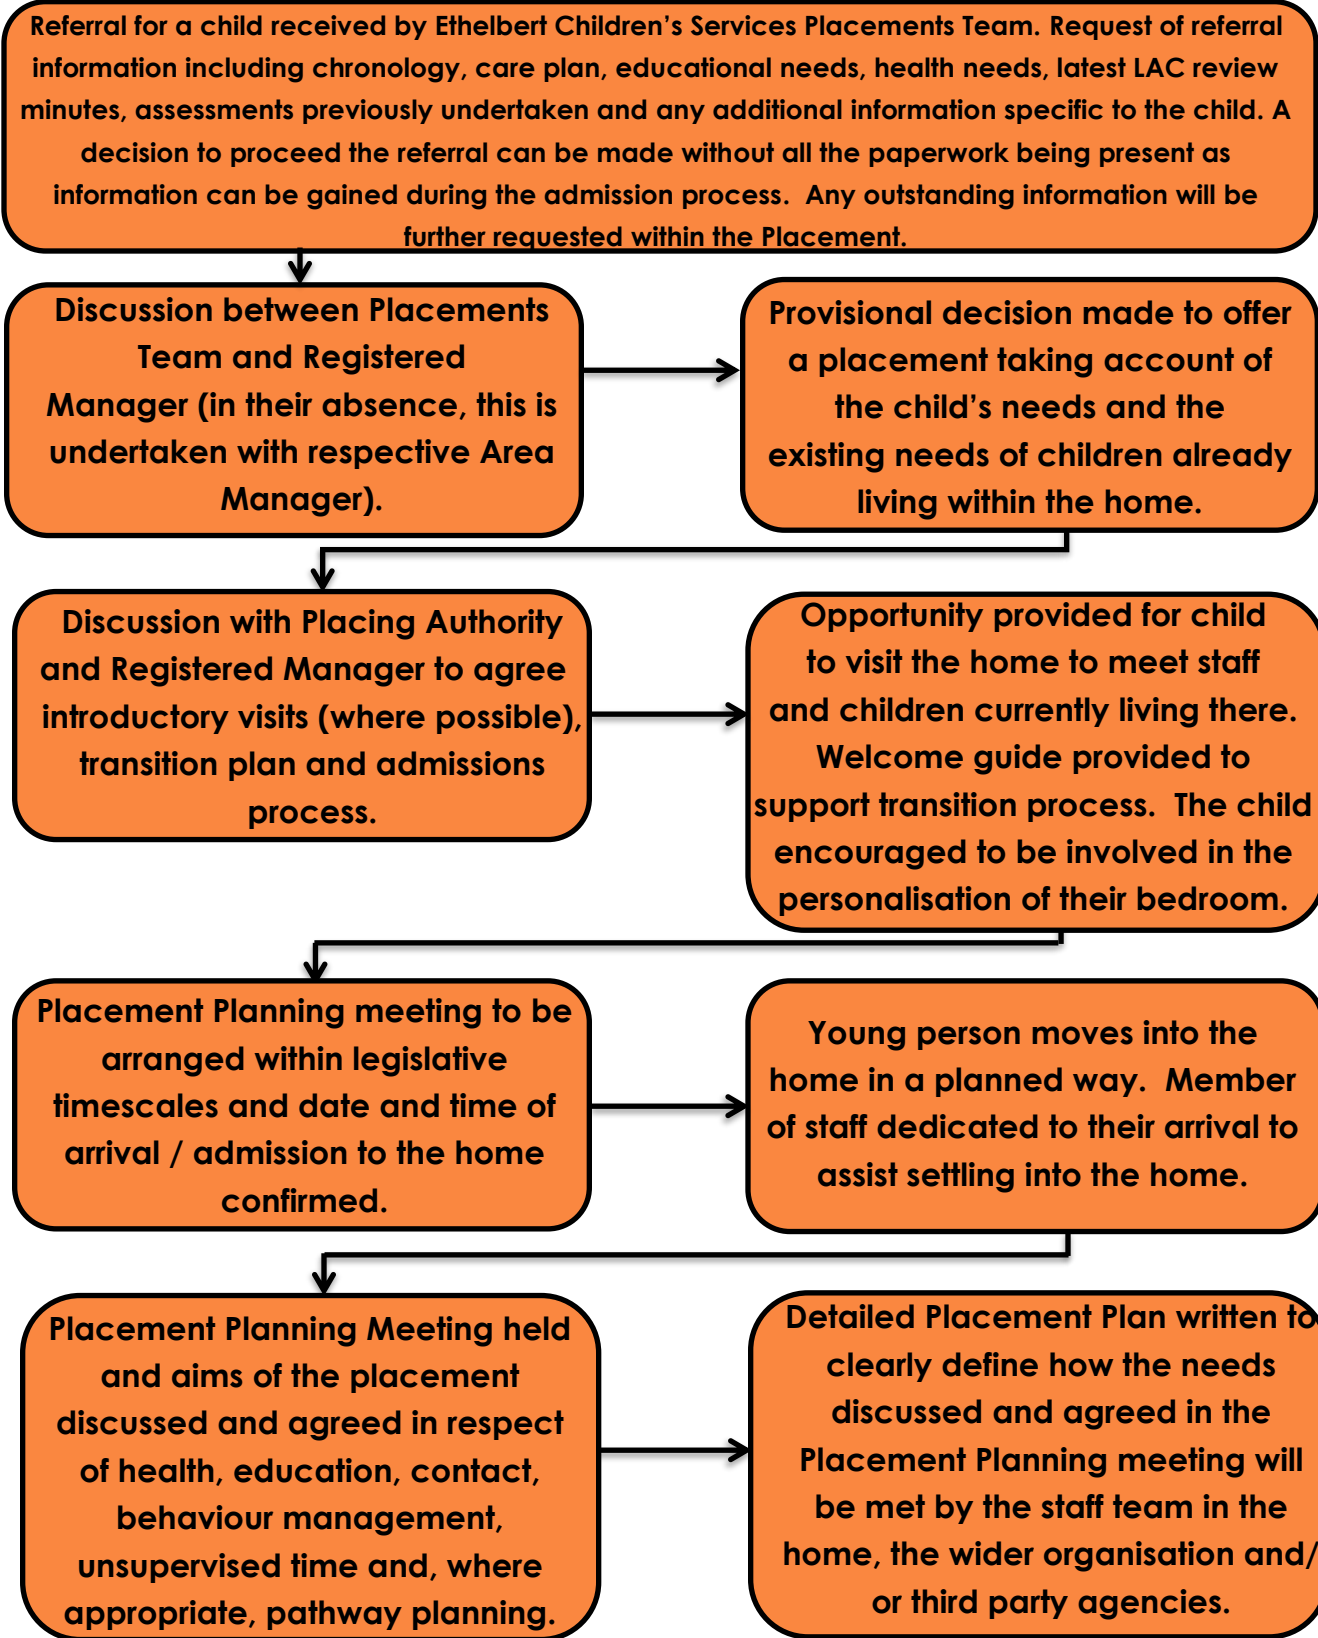 Referral for a child received by Ethelbert Children's Services Placements Team. Request of referral
information including chronology, care plan, educational needs, health needs, latest LAC review
minutes, assessments previously undertaken and any additional information specific to the child. A
decision to proceed the referral can be made without all the paperwork being present as
information can be gained during the admission process.  Any outstanding information will be
further requested within the Placement.
Discussion between Placements
Team and Registered
Manager (in their absence, this is
undertaken with respective Area
Manager).
Provisional decision made to offer
a placement taking account of
the child's needs and the
existing needs of children already
living within the home.
Discussion with Placing Authority
and Registered Manager to agree
introductory visits (where possible),
transition plan and admissions
process.
Opportunity provided for child
to visit the home to meet staff
and children currently living there.
Welcome guide provided to
support transition process.  The child
encouraged to be involved in the
personalisation of their bedroom.
Placement Planning meeting to be
arranged within legislative
timescales and date and time of
arrival / admission to the home
confirmed.
Young person moves into the
home in a planned way.  Member
of staff dedicated to their arrival to
assist settling into the home.
Placement Planning Meeting held
and aims of the placement
discussed and agreed in respect
of health, education, contact,
behaviour management,
unsupervised time and, where
appropriate, pathway planning.
Detailed Placement Plan written to
clearly define how the needs
discussed and agreed in the
Placement Planning meeting will
be met by the staff team in the
home, the wider organisation and/
or third party agencies.